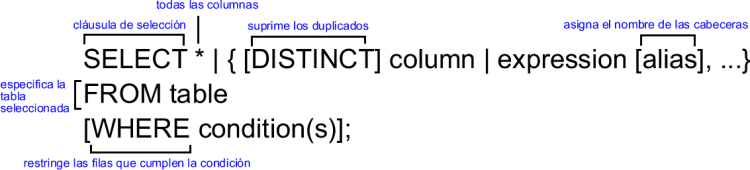 todas las columnas
cláusula de selección
suprime los duplicados
asigna el nombre de las cabeceras
SELECT * | { [DISTINCT] column | expression [alias], ...}
especifica la
tabla
seleccionada
[FROM table
[WHERE condition(s)];
restringe las filas que cumplen la condición